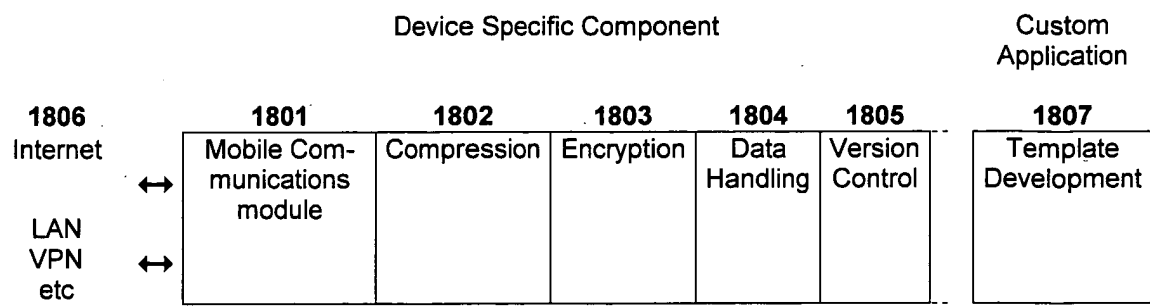 Device Specific Component
Custom
Application
1806
Internet
LAN
VPN
etc
1801
Mobile Com-
munications
module
1802
Compression
1803
Encryption
1804
Data
Handling
1805
Version
Control
1807
Template
Development